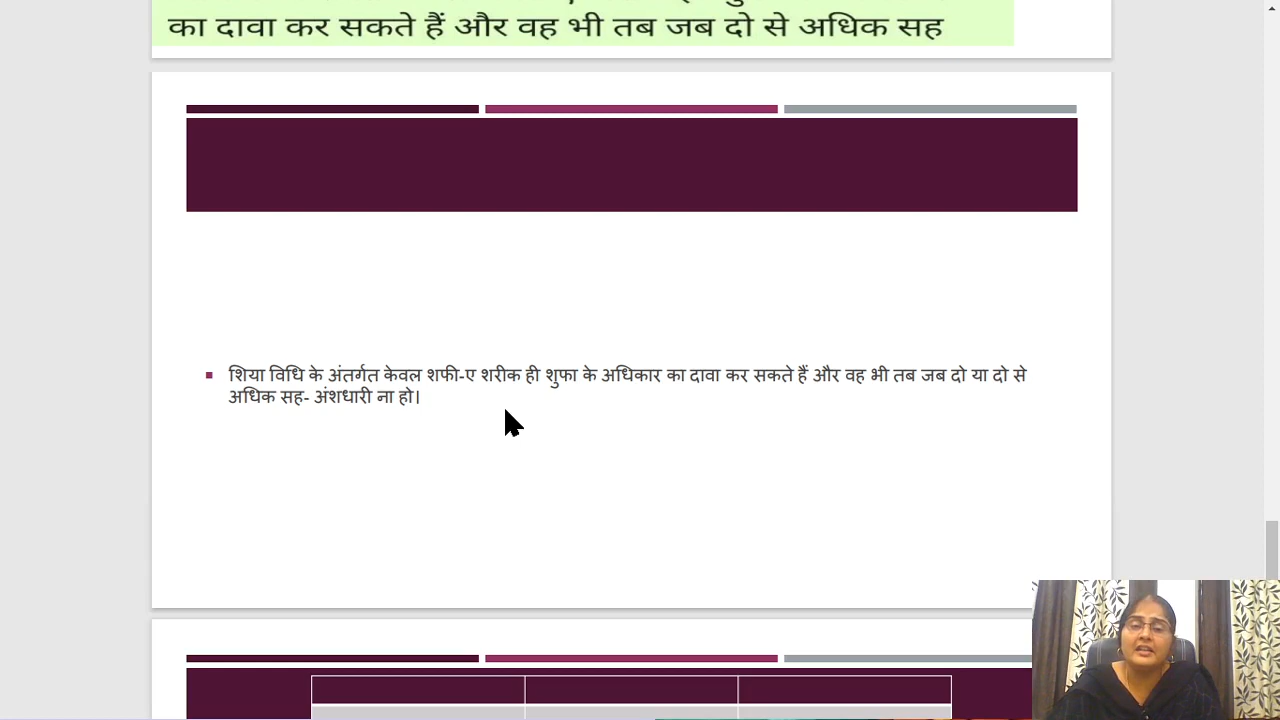 का दावा कर सकते हैं और वह भी तब जब दो से अधिक सह
शिया विधि के अंतर्गत केवल शफी-ए शरीक ही शुफा के अधिकार का दावा कर सकते हैं और वह भी तब जब दो या दो से
अधिक सह- अंशधारी ना हो।